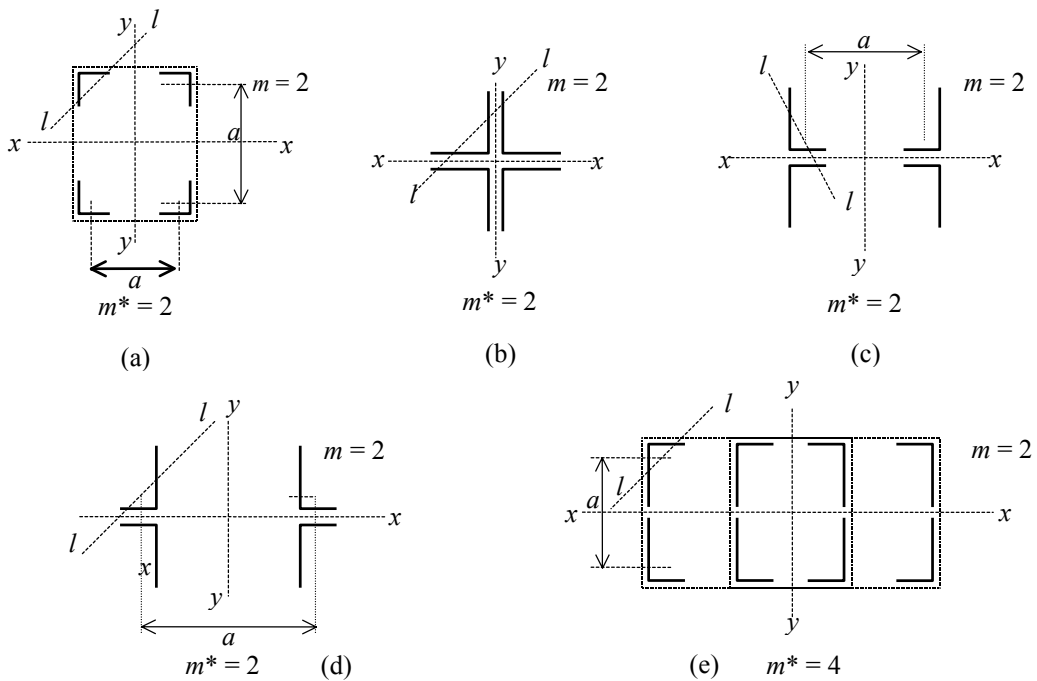 y l
m = 2
a
l
x x
y
a
m* = 2
(a)
y l
m = 2
x x
l
y
m* = 2
(b)
a
l y
m = 2
x x
l
y
m* = 2
(c)
l y
m = 2
x
l
x
y
a
m* = 2 (d)
y
l
m = 2
a l
x x
y
(e) m* = 4